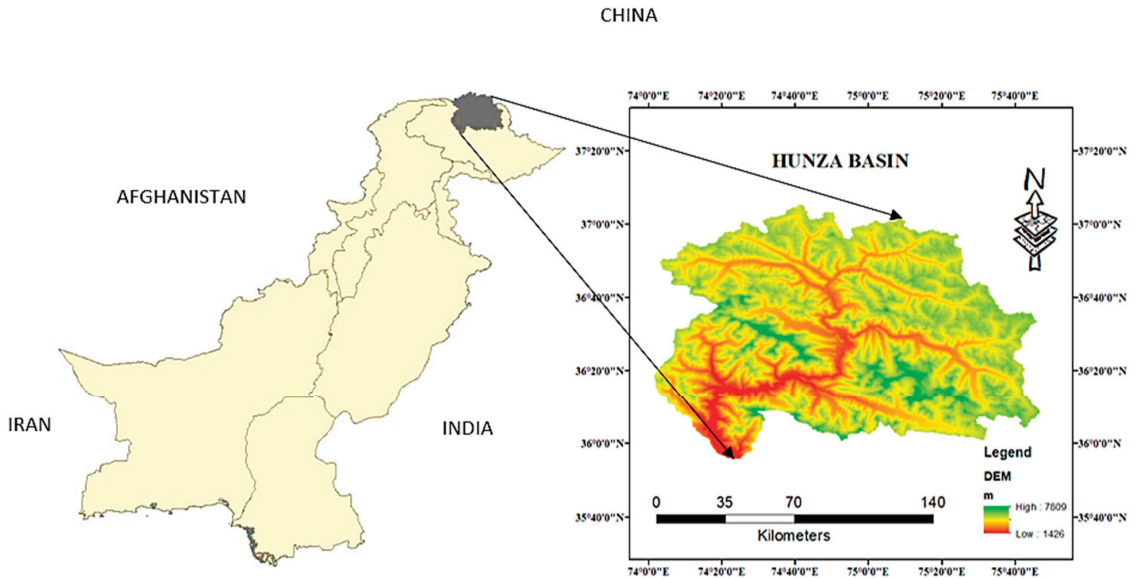 CHINA
AFGHANISTAN
IRAN
INDIA
74°0'0"E 74°20'0"E 74°40'0"E 75°0'0"E 75°20'0"E 75°40'0"E
HUNZA BASIN
N
37°20'0"N 37°20'0"N
37°0'0"N 37°0'0"N
36°40'0"N 36°40'0"N
36°20'0"N 36°20'0"N
36°0'0"N 36°0'0"N
35°40'0"N 35°40'0"N
Legend
DEM
m
High : 7809
Low : 1426
0 35 70 140
Kilometers
74°0'0"E 74°20'0"E 74°40'0"E 75°0'0"E 75°20'0"E 75°40'0"E